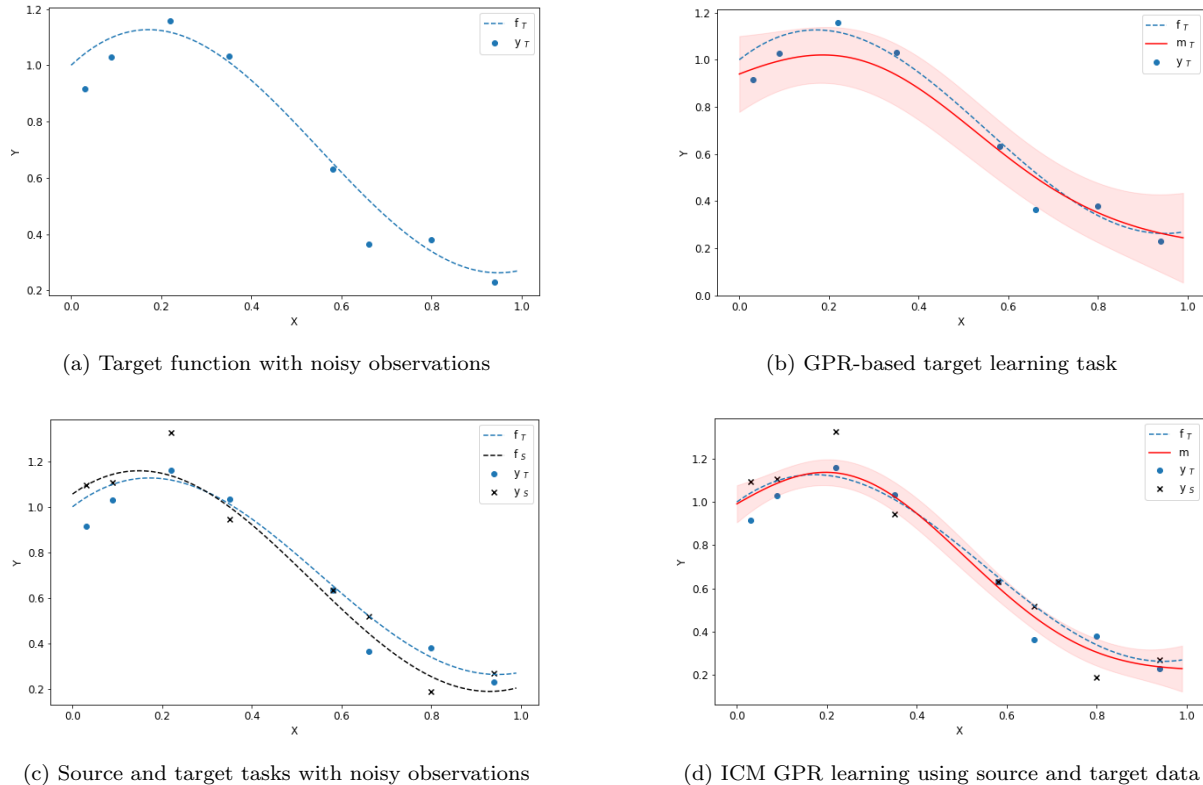 1.2
1.0
0.8
0.6
0.4
0.2
Y
0.0 0.2 0.4 0.6 0.8 1.0
X
f T
y T
(a) Target function with noisy observations
1.2
1.0
0.8
0.6
0.4
0.2
0.0
Y
0.0 0.2 0.4 0.6 0.8 1.0
X
f T
m T
y T
(b) GPR-based target learning task
1.2
1.0
0.8
0.6
0.4
0.2
Y
0.0 0.2 0.4 0.6 0.8 1.0
X
f T
f S
y T
y S
(c) Source and target tasks with noisy observations
1.2
1.0
0.8
0.6
0.4
0.2
Y
0.0 0.2 0.4 0.6 0.8 1.0
X
f T
m
y T
y S
(d) ICM GPR learning using source and target data